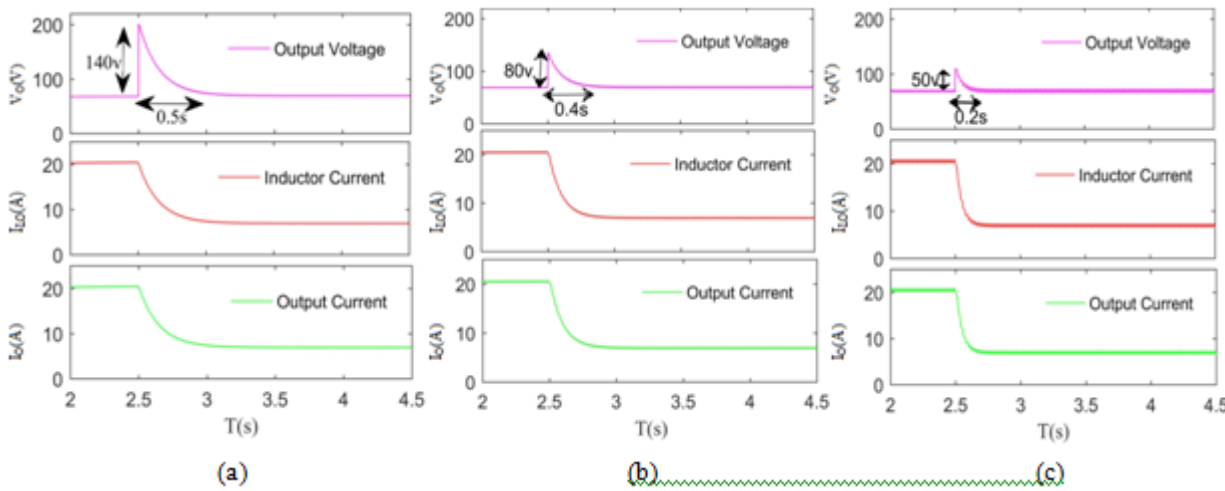 200
100
0
V_O(V)
140v
0.5s
Output Voltage
20
10
0
I_LO(A)
Inductor Current
20
10
0
I_O(A)
Output Current
2
2.5
3
3.5
4
4.5
T(s)
(a)
200
100
0
V_O(V)
80v
0.4s
Output Voltage
20
10
0
I_LO(A)
Inductor Current
20
10
0
I_O(A)
Output Current
2
2.5
3
3.5
4
4.5
T(s)
(b)
200
100
0
V_O(V)
50v
0.2s
Output Voltage
20
10
0
I_LO(A)
Inductor Current
20
10
0
I_O(A)
Output Current
2
2.5
3
3.5
4
4.5
T(s)
(c)